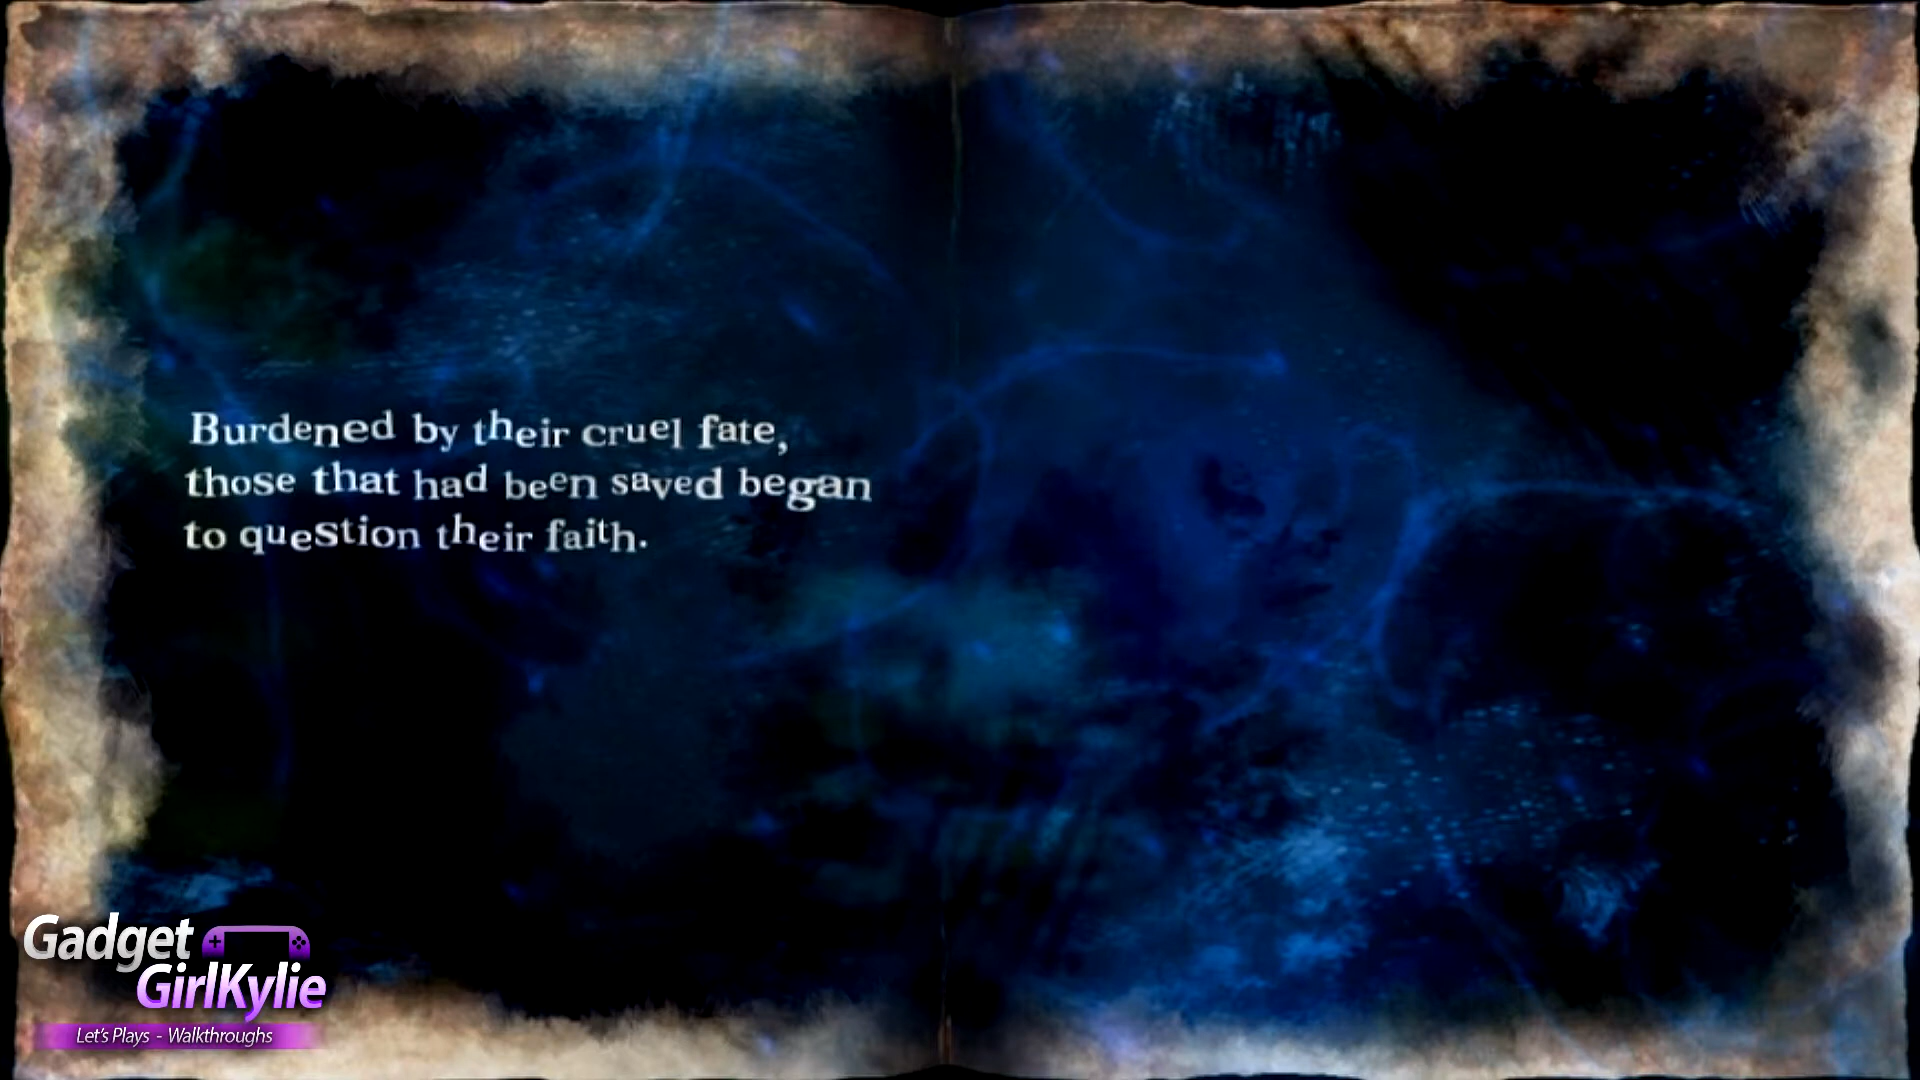 Burdened by their cruel fate,
those that had been saved began
to question their faith.
Gadget
GirlKylie
Let's Plays - Walkthroughs